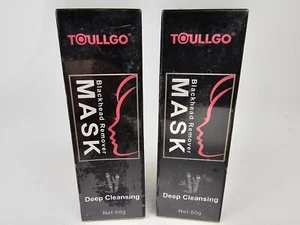 TOULLGO
Blackhead Remover
MASK
Deep Cleansing
Net:60g
TOULLGO
Blackhead Remover
MASK
Deep Cleansing
Net:60g